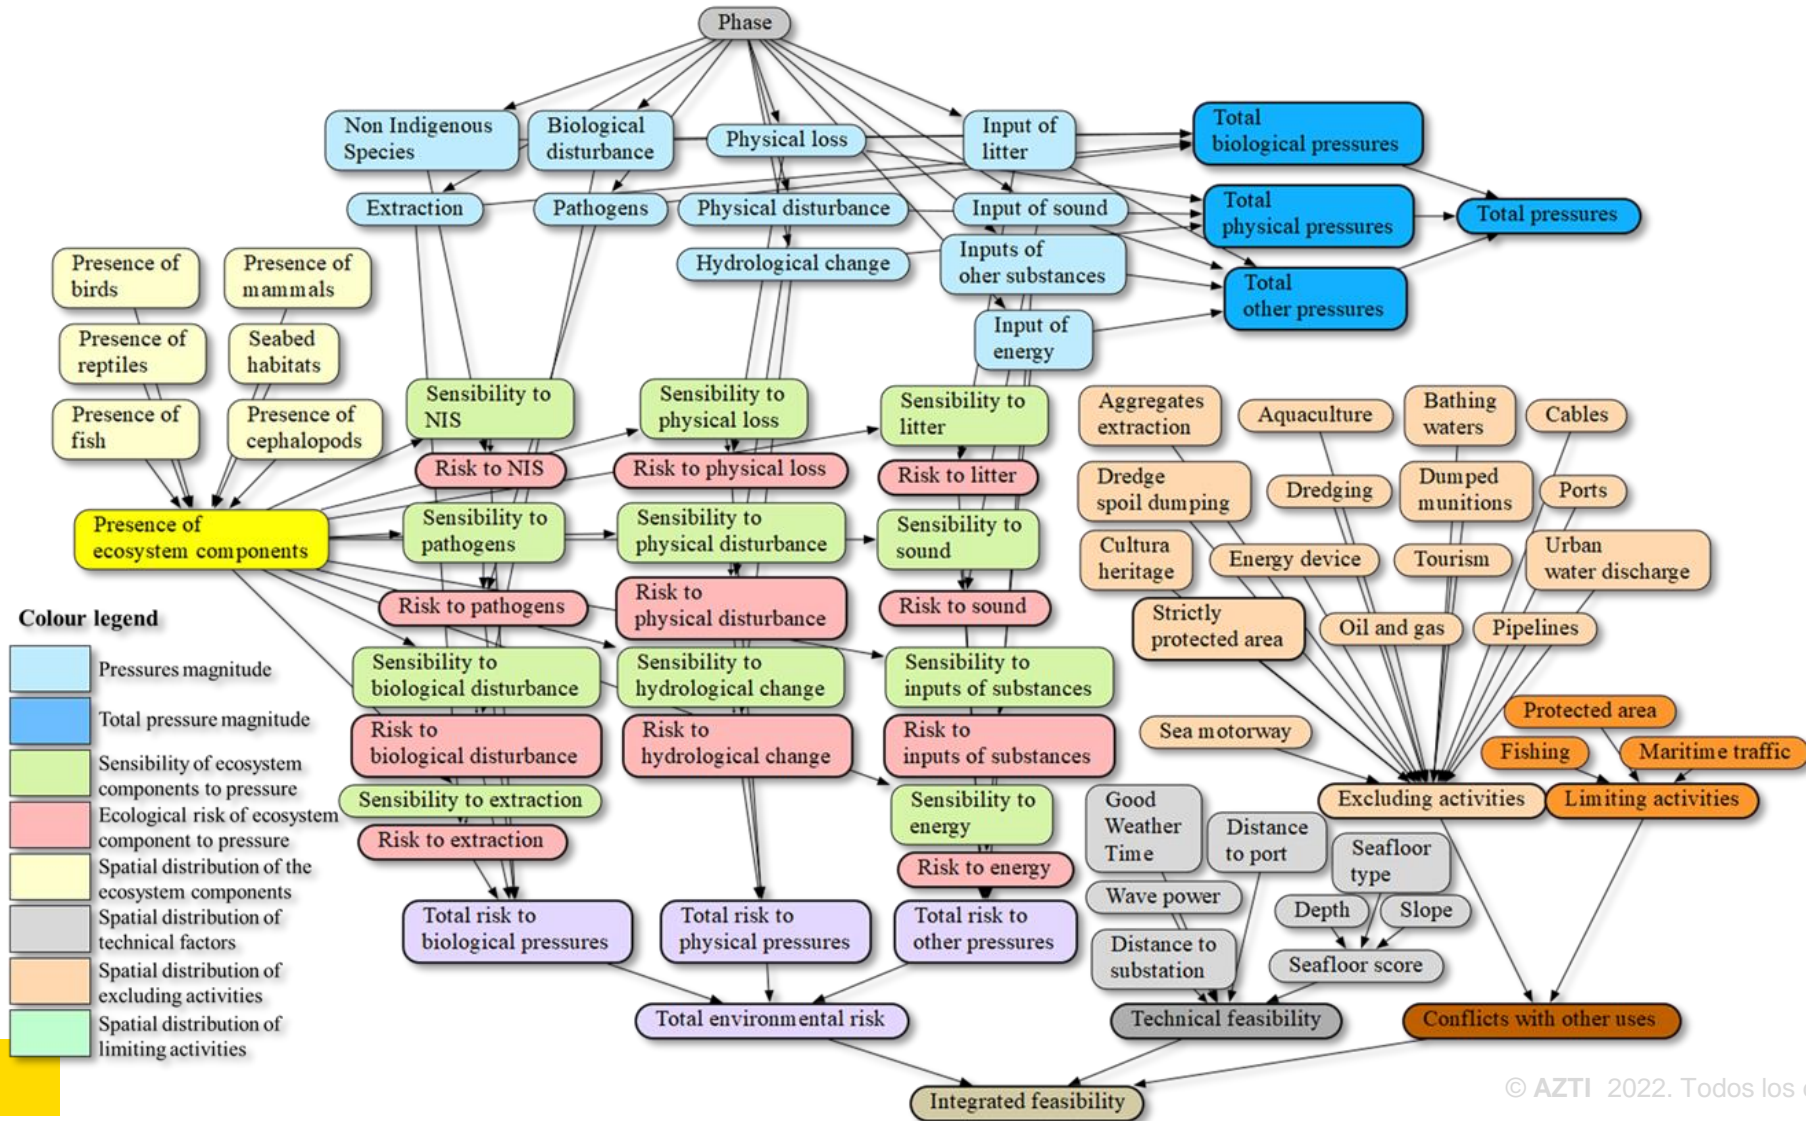 Phase
Non Indigenous
Species
Biological
disturbance
Physical loss
Input of
litter
Total
biological pressures
Extraction
Pathogens
Physical disturbance
Input of sound
Total
physical pressures
Total pressures
Hydrological change
Inputs of
oher substances
Total
other pressures
Input of
energy
Presence of
birds
Presence of
mammals
Presence of
reptiles
Seabed
habitats
Presence of
fish
Presence of
cephalopods
Presence of
ecosystem components
Sensibility to
NIS
Sensibility to
physical loss
Sensibility to
litter
Risk to NIS
Risk to physical loss
Risk to litter
Sensibility to
pathogens
Sensibility to
physical disturbance
Sensibility to
sound
Risk to pathogens
Risk to
physical disturbance
Risk to sound
Sensibility to
biological disturbance
Sensibility to
hydrological change
Sensibility to
inputs of substances
Risk to
biological disturbance
Risk to
hydrological change
Risk to
inputs of substances
Sensibility to extraction
Sensibility to
energy
Risk to extraction
Risk to energy
Total risk to
biological pressures
Total risk to
physical pressures
Total risk to
other pressures
Total environmental risk
Aggregates
extraction
Aquaculture
Bathing
waters
Cables
Dredge
spoil dumping
Dredging
Dumped
munitions
Ports
Cultura
heritage
Energy device
Tourism
Urban
water discharge
Strictly
protected area
Oil and gas
Pipelines
Sea motorway
Protected area
Fishing
Maritime traffic
Excluding activities
Limiting activities
Good
Weather
Time
Distance
to port
Seafloor
type
Wave power
Depth
Slope
Distance to
substation
Seafloor score
Technical feasibility
Conflicts with other uses
Integrated feasibility
Colour legend
Pressures magnitude
Total pressure magnitude
Sensibility of ecosystem
components to pressure
Ecological risk of ecosystem
component to pressure
Spatial distribution of the
ecosystem components
Spatial distribution of
technical factors
Spatial distribution of
excluding activities
Spatial distribution of
limiting activities
© AZTI 2022. Todos los